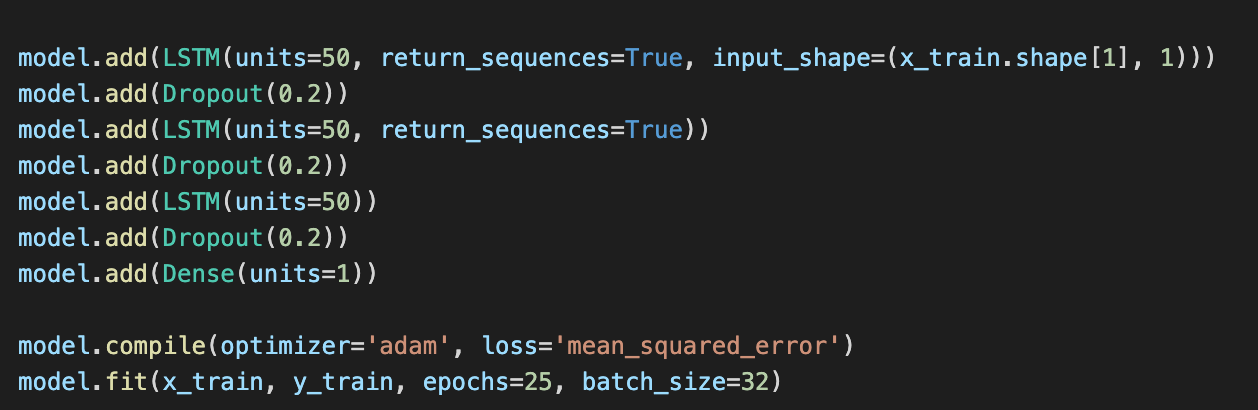 model.add(LSTM(units=50, return_sequences=True, input_shape=(x_train.shape[1], 1)))
model.add(Dropout(0.2))
model.add(LSTM(units=50, return_sequences=True))
model.add(Dropout(0.2))
model.add(LSTM(units=50))
model.add(Dropout(0.2))
model.add(Dense(units=1))
model.compile(optimizer='adam', loss='mean_squared_error')
model.fit(x_train, y_train, epochs=25, batch_size=32)